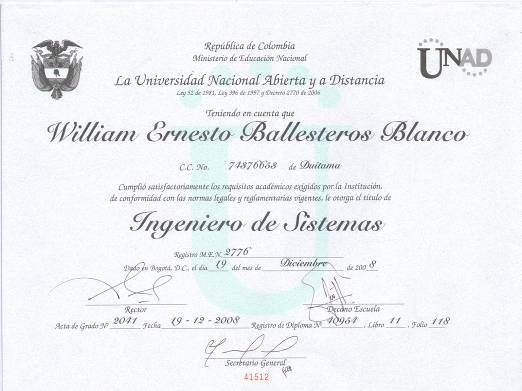 República de Colombia
Ministerio de Educación Nacional
UNAD
La Universidad Nacional Abierta y a Distancia
Ley 52 de 1981, Ley 396 de 1997 y Decreto 2770 de 2006
Teniendo en cuenta que
William Ernesto Ballesteros Blanco
C.C. No. 74376653 de Duitama
Cumplió satisfactoriamente los requisitos académicos exigidos por la Institución,
de conformidad con las normas legales y reglamentarias vigentes, le otorga el título de
Ingeniero de Sistemas
Registro M.E.N. 2776
Dado en Bogotá, D.C., el día 19 del mes de Diciembre de 2008
Rector
Decano Escuela
Acta de Grado Nº 2041 Fecha 19 - 12 - 2008 Registro de Diploma Nº 40954 , Libro 11 , Folio 118
Secretario General
41512